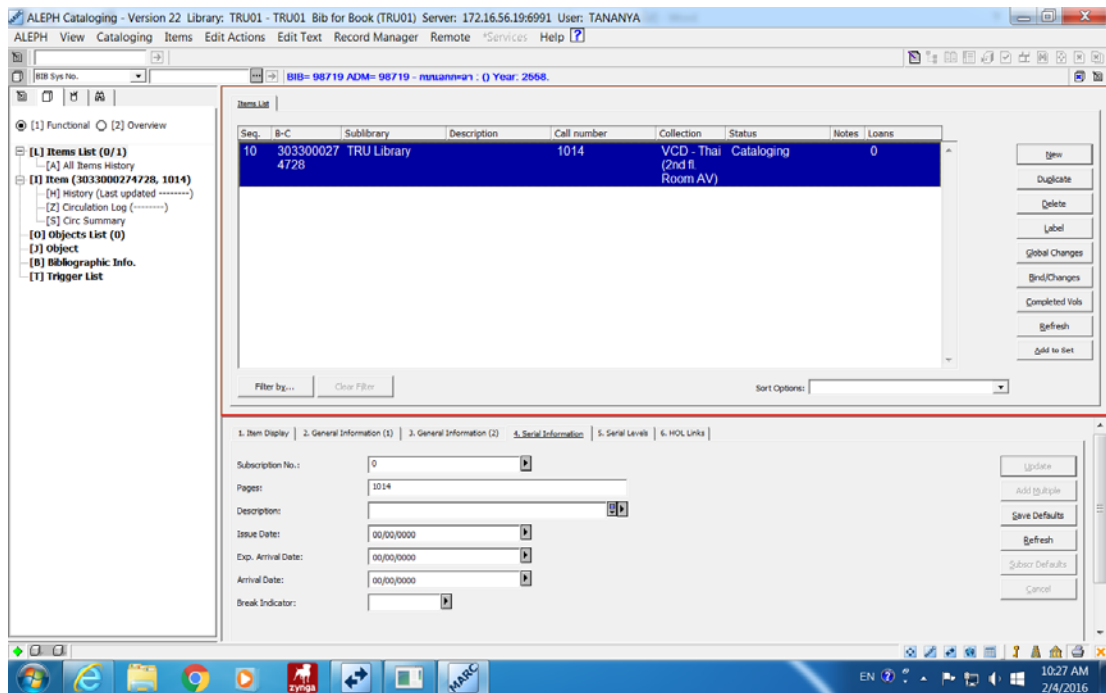 ALEPH Cataloging - Version 22 Library: TRU01 - TRU01 Bib for Book (TRU01) Server: 172.16.56.19:6991 User: TANANYA
ALEPH View Cataloging Items Edit Actions Edit Text Record Manager Remote *Services Help ?
BIB Sys No.
BIB= 98719 ADM= 98719 - : () Year: 2558.
[1] Functional [2] Overview
[L] Items List (0/1)
[A] All Items History
[I] Item (3033000274728, 1014)
[H] History (Last updated --------)
[Z] Circulation Log (--------)
[S] Circ Summary
[O] Objects List (0)
[J] Object
[B] Bibliographic Info.
[T] Trigger List
Items List
Seq. B-C Sublibrary Description Call number Collection Status Notes Loans
10 303300027 TRU Library 1014 VCD - Thai Cataloging 0
4728 (2nd fl.
Room AV)
New
Duplicate
Delete
Label
Global Changes
Bind/Changes
Completed Vols
Refresh
Add to Set
Filter by... Clear Filter Sort Options:
1. Item Display 2. General Information (1) 3. General Information (2) 4. Serial Information 5. Serial Levels 6. HOL Links
Subscription No.: 0
Pages: 1014
Description:
Issue Date: 00/00/0000
Exp. Arrival Date: 00/00/0000
Arrival Date: 00/00/0000
Break Indicator:
Update
Add Multiple
Save Defaults
Refresh
Subscr Defaults
Cancel
zynga
MARC
EN
10:27 AM
2/4/2016